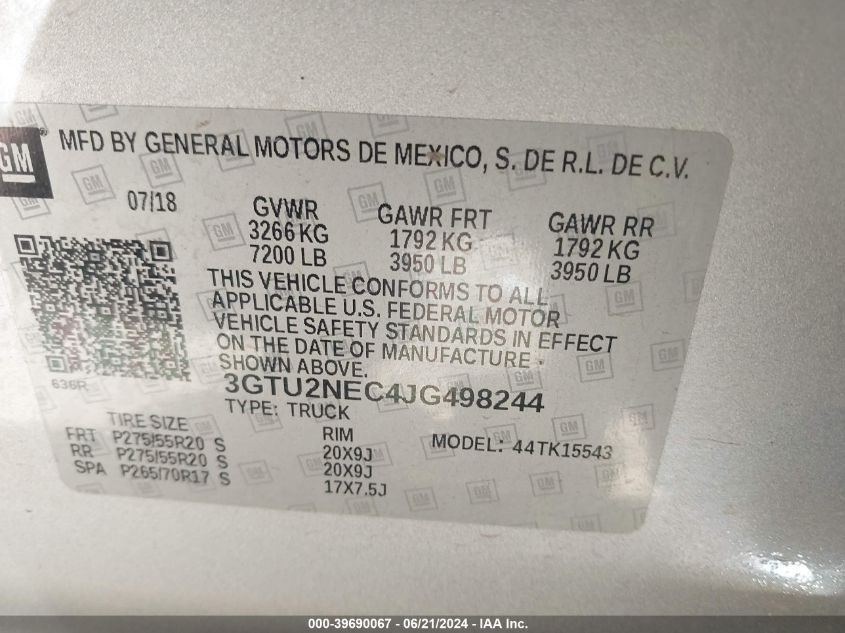 GM®
MFD BY GENERAL MOTORS DE MEXICO, S. DE R.L. DE C.V.
07/18 GVWR GAWR FRT GAWR RR
3266 KG 1792 KG 1792 KG
7200 LB 3950 LB 3950 LB
THIS VEHICLE CONFORMS TO ALL
APPLICABLE U.S. FEDERAL MOTOR
VEHICLE SAFETY STANDARDS IN EFFECT
ON THE DATE OF MANUFACTURE
SHOWN ABOVE.
636R
3GTU2NEC4JG498244
TYPE: TRUCK
TIRE SIZE RIM MODEL: 44TK15543
FRT P275/55R20 S 20X9J
RR P275/55R20 S 20X9J
SPA P265/70R17 S 17X7.5J
000-39690067 - 06/21/2024 - IAA Inc.